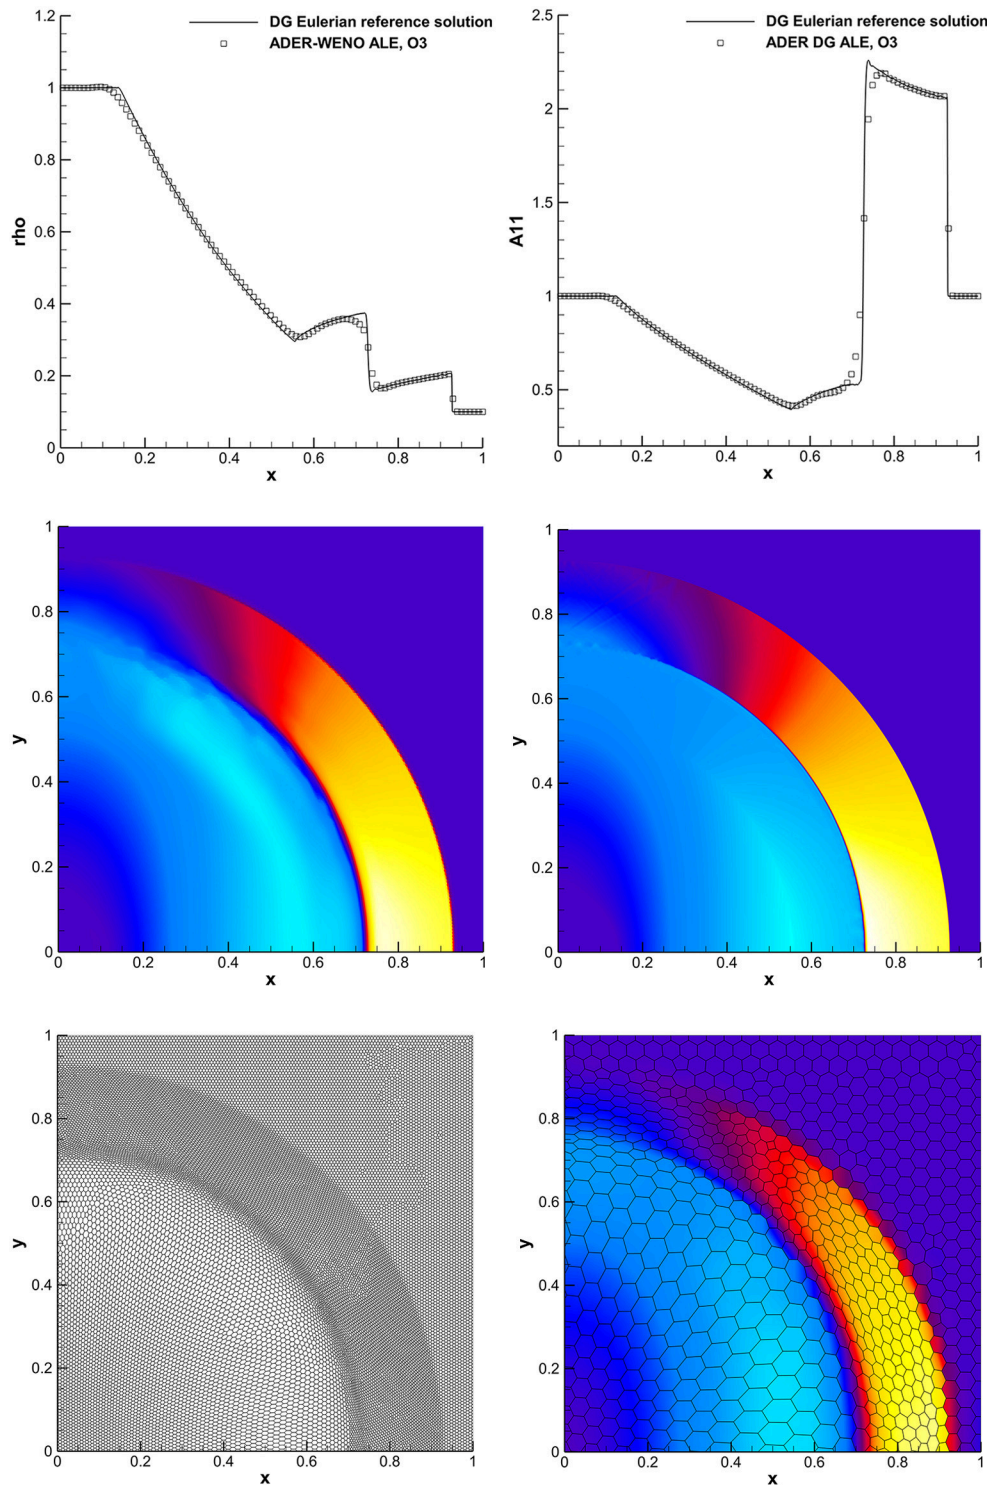 DG Eulerian reference solution
ADER-WENO ALE, O3
1.2
1
0.8
0.6
0.4
0.2
0
rho
0 0.2 0.4 0.6 0.8 1
x
DG Eulerian reference solution
ADER DG ALE, O3
2.5
2
1.5
1
0.5
A11
0 0.2 0.4 0.6 0.8 1
x
1
0.8
0.6
0.4
0.2
0
y
0 0.2 0.4 0.6 0.8 1
x
1
0.8
0.6
0.4
0.2
0
y
0 0.2 0.4 0.6 0.8 1
x
1
0.8
0.6
0.4
0.2
0
y
0 0.2 0.4 0.6 0.8 1
x
1
0.8
0.6
0.4
0.2
0
y
0 0.2 0.4 0.6 0.8 1
x